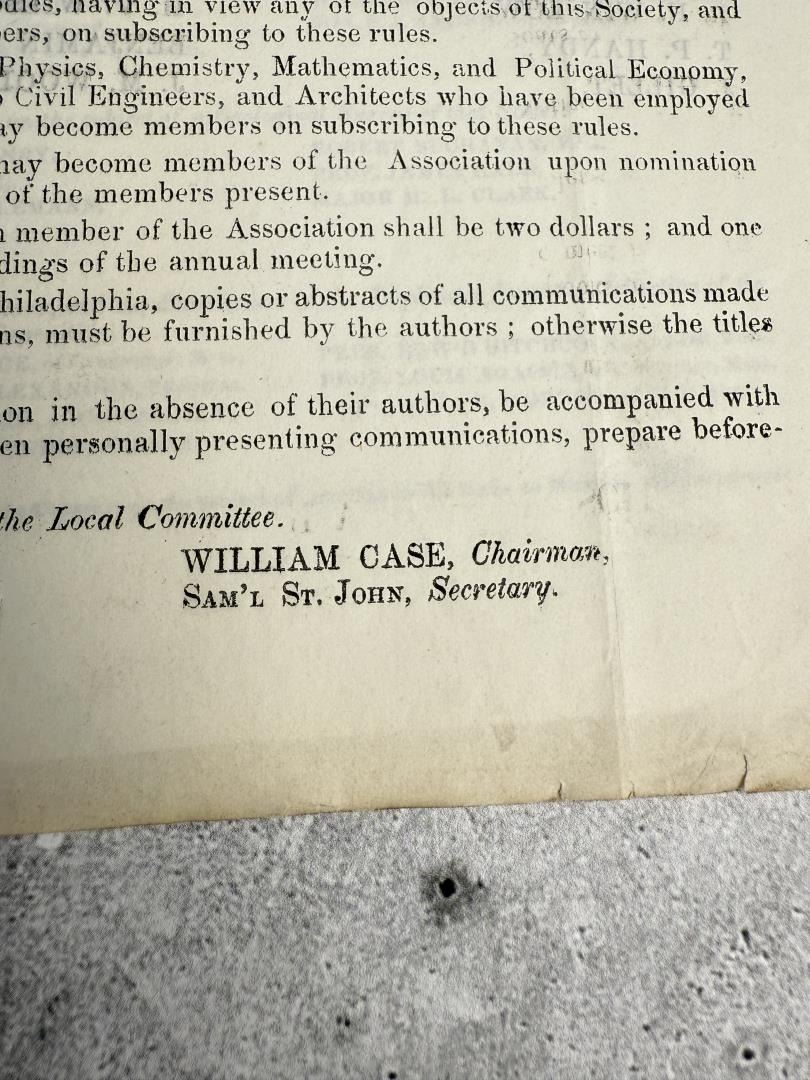 having in view any of the objects of this Society, and
ers, on subscribing to these rules.
Physics, Chemistry, Mathematics, and Political Economy,
Civil Engineers, and Architects who have been employed
ay become members on subscribing to these rules.
may become members of the Association upon nomination
of the members present.
member of the Association shall be two dollars ; and one
dings of the annual meeting.
hiladelphia, copies or abstracts of all communications made
ns, must be furnished by the authors ; otherwise the titles
on in the absence of their authors, be accompanied with
en personally presenting communications, prepare before-
the Local Committee.
WILLIAM CASE, Chairman,
SAM'L ST. JOHN, Secretary.